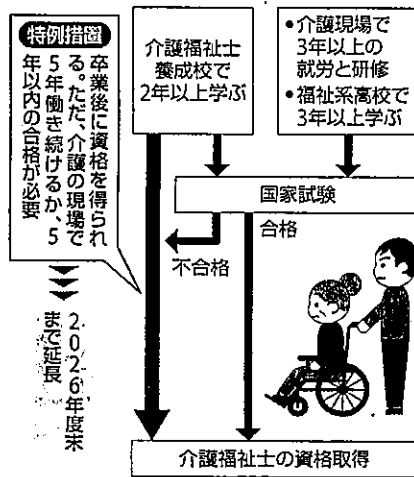 特例措置
卒業後に資格を得られ
る。ただ、介護の現場で
5年働き続けるか、5
年以内の合格が必要
2026年度末
まで延長
介護福祉士
養成校で
2年以上学ぶ
•介護現場で
3年以上の
就労と研修
•福祉系高校で
3年以上学ぶ
国家試験
合格
不合格
介護福祉士の資格取得